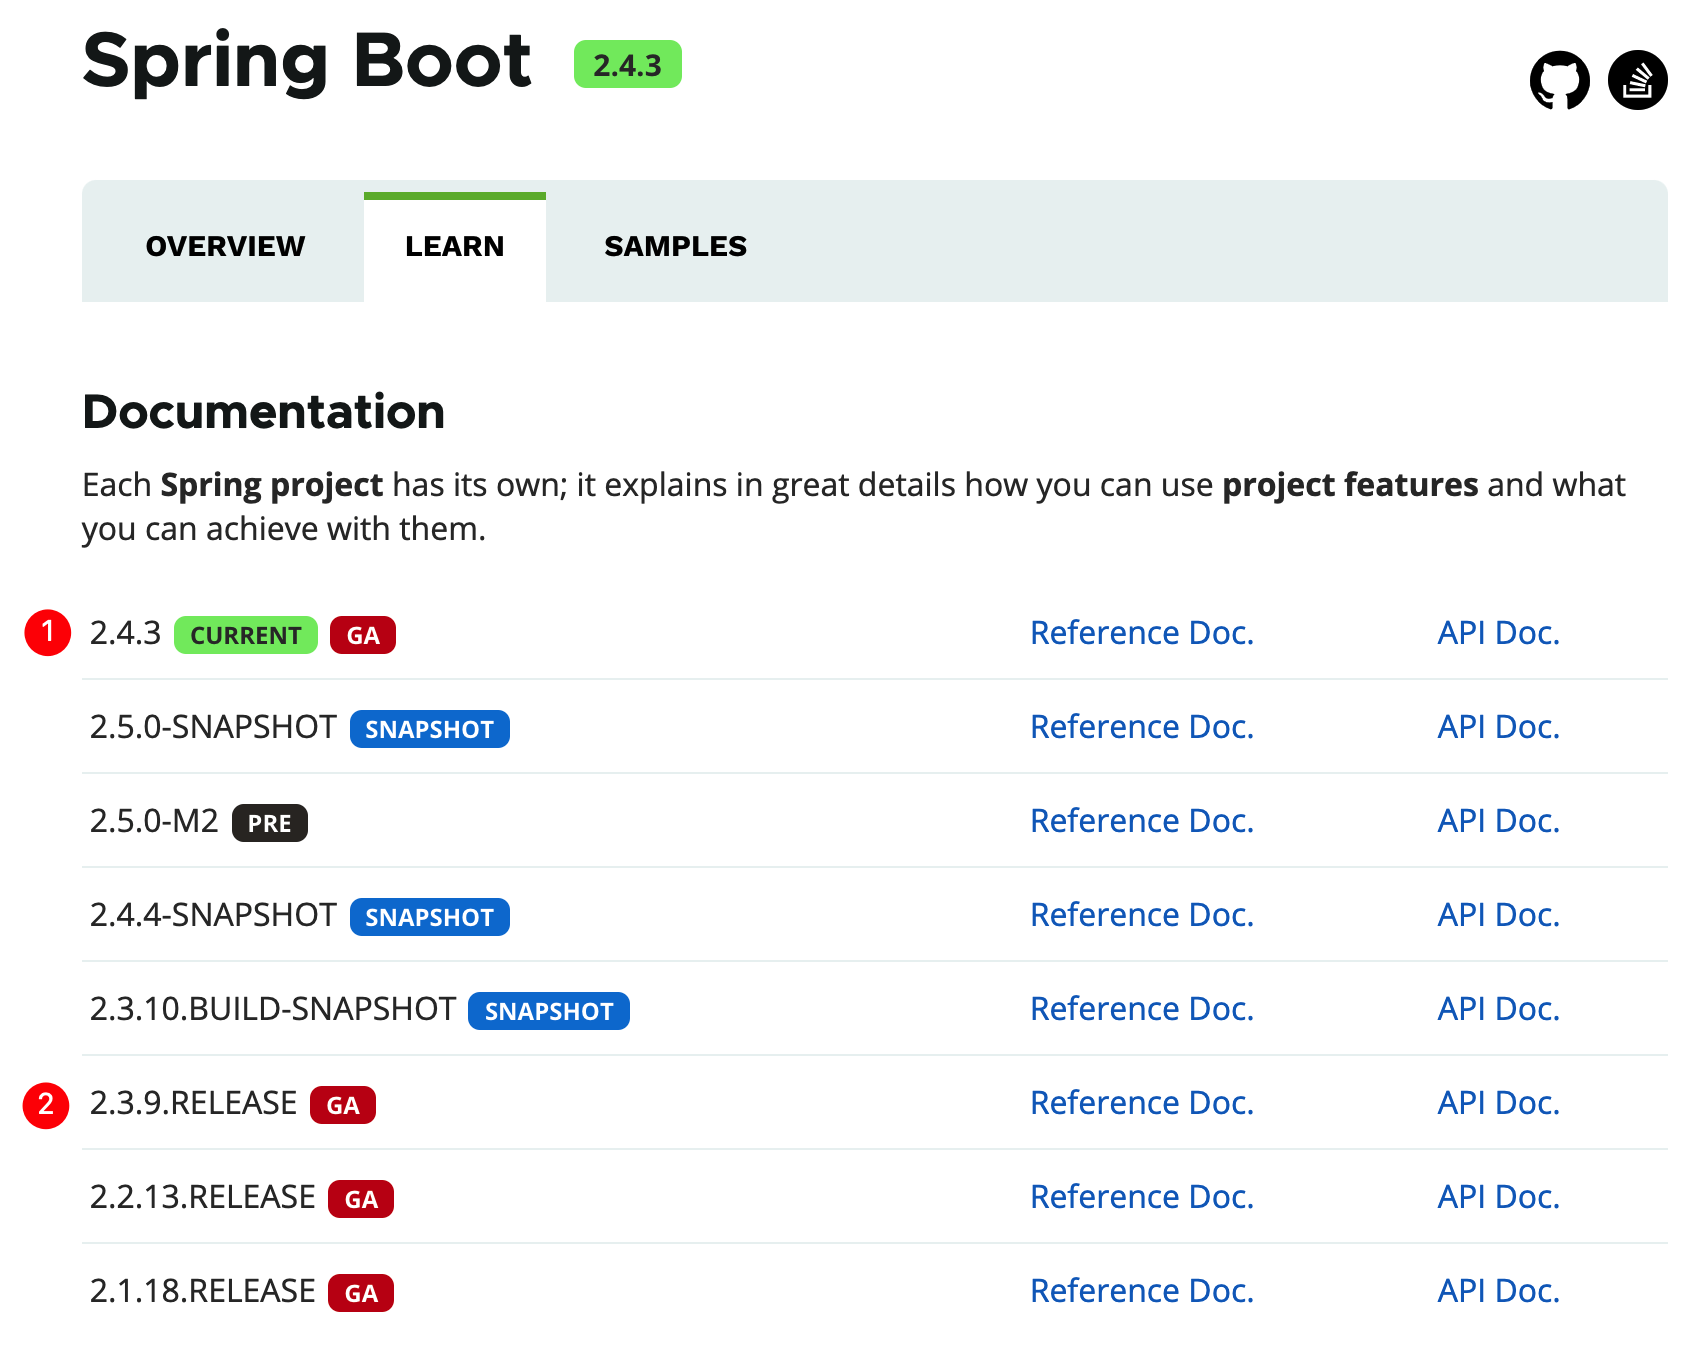 Spring Boot 2.4.3
OVERVIEW LEARN SAMPLES
Documentation
Each Spring project has its own; it explains in great details how you can use project features and what
you can achieve with them.
1 2.4.3 CURRENT GA Reference Doc. API Doc.
2.5.0-SNAPSHOT SNAPSHOT Reference Doc. API Doc.
2.5.0-M2 PRE Reference Doc. API Doc.
2.4.4-SNAPSHOT SNAPSHOT Reference Doc. API Doc.
2.3.10.BUILD-SNAPSHOT SNAPSHOT Reference Doc. API Doc.
2 2.3.9.RELEASE GA Reference Doc. API Doc.
2.2.13.RELEASE GA Reference Doc. API Doc.
2.1.18.RELEASE GA Reference Doc. API Doc.